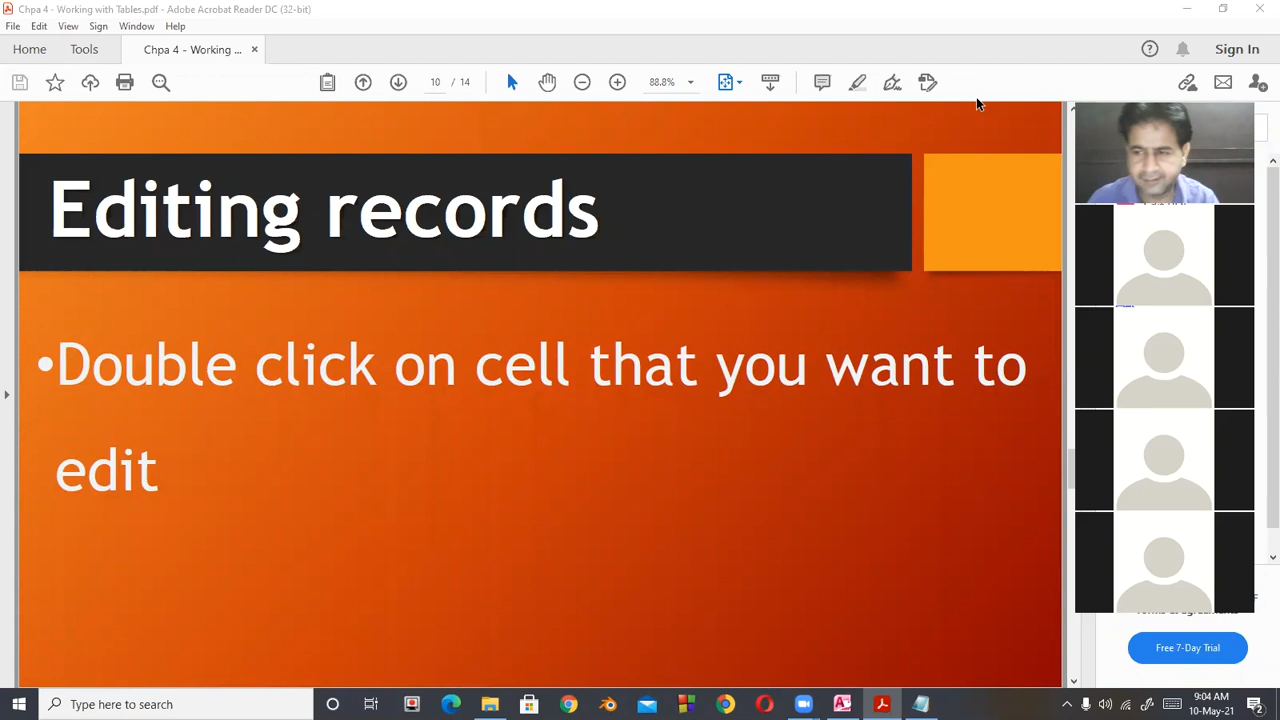 Chpa 4 - Working with Tables.pdf - Adobe Acrobat Reader DC (32-bit)
File Edit View Sign Window Help
Home Tools Chpa 4 - Working ... × Sign In
10 / 14 88.8%
Editing records
•Double click on cell that you want to
edit
Free 7-Day Trial
Type here to search
9:04 AM
10-May-21
2